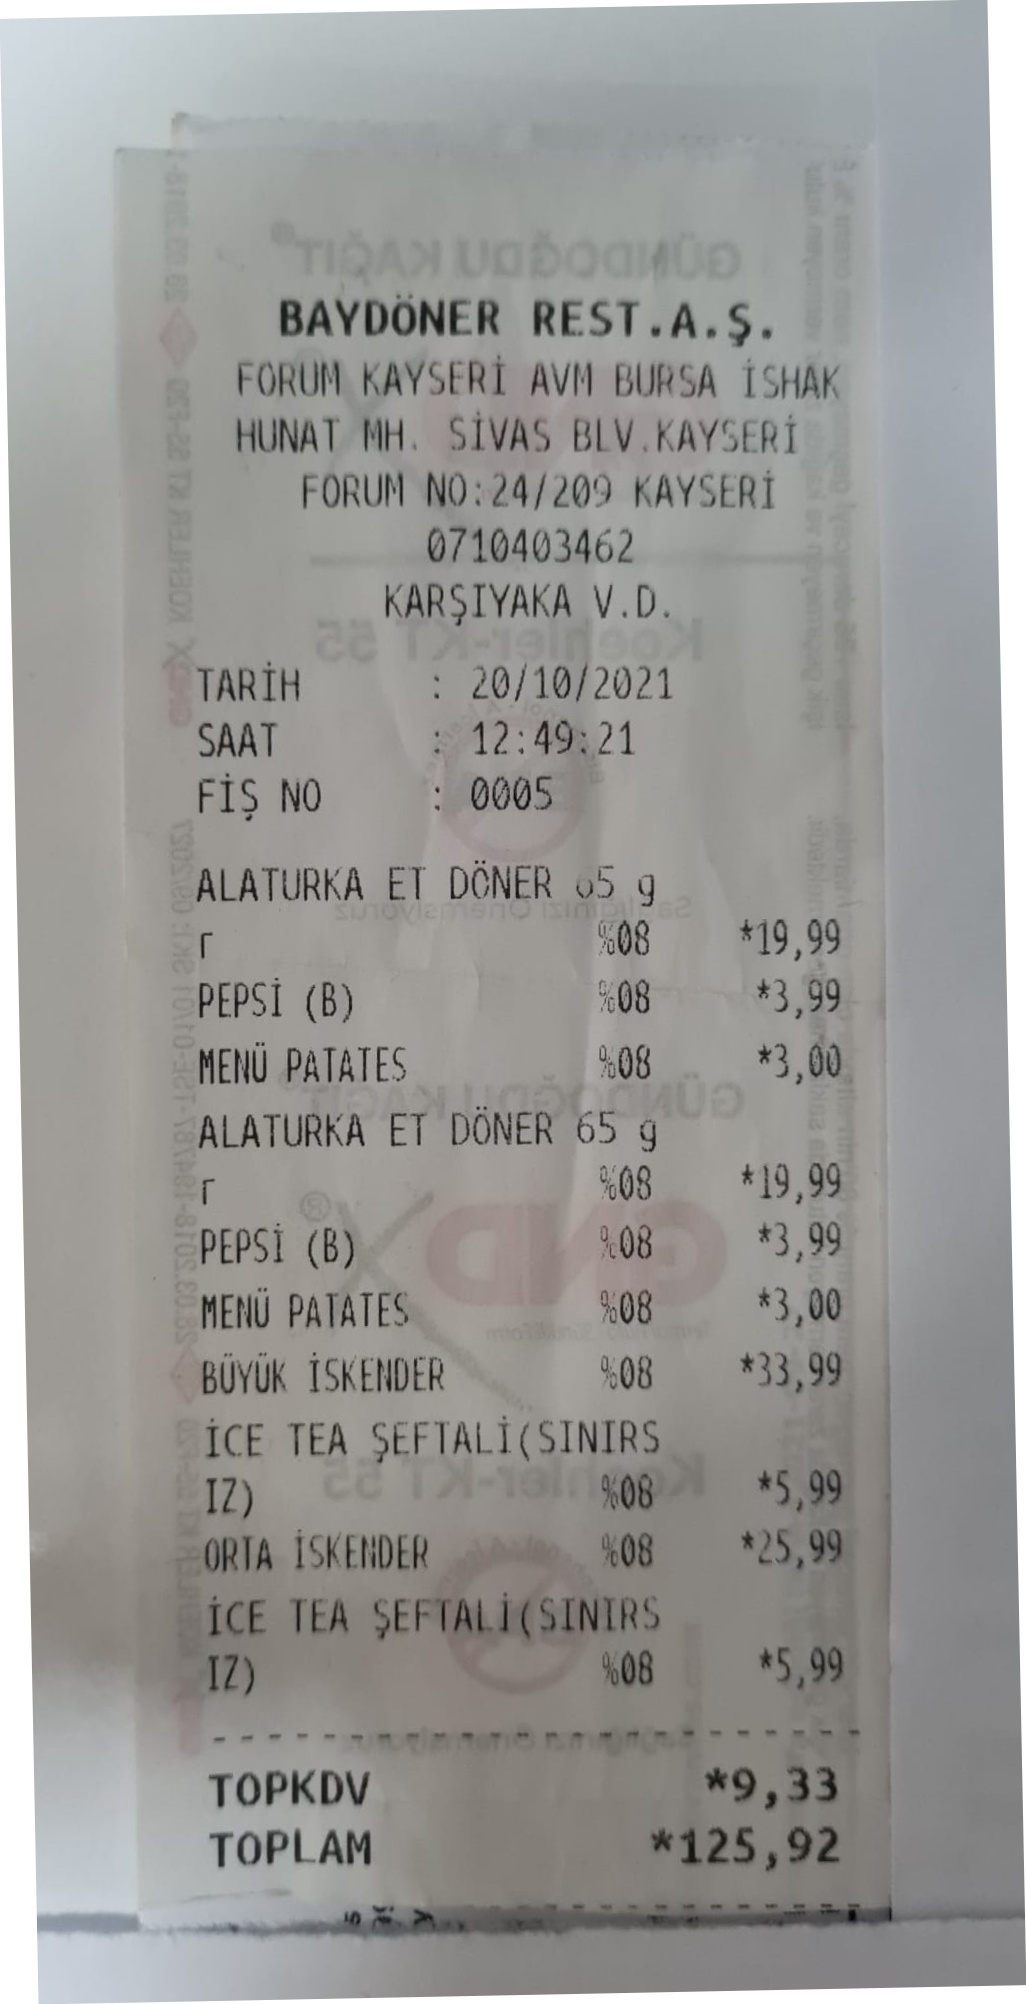 BAYDÖNER REST.A.Ş.
FORUM KAYSERİ AVM BURSA İSHAK
HUNAT MH. SİVAS BLV.KAYSERİ
FORUM NO:24/209 KAYSERİ
0710403462
KARŞIYAKA V.D.
TARİH : 20/10/2021
SAAT : 12:49:21
FİŞ NO : 0005
ALATURKA ET DÖNER 65 g
r %08 *19,99
PEPSİ (B) %08 *3,99
MENÜ PATATES %08 *3,00
ALATURKA ET DÖNER 65 g
r %08 *19,99
PEPSİ (B) %08 *3,99
MENÜ PATATES %08 *3,00
BÜYÜK İSKENDER %08 *33,99
İCE TEA ŞEFTALİ(SINIRS
IZ) %08 *5,99
ORTA İSKENDER %08 *25,99
İCE TEA ŞEFTALİ(SINIRS
IZ) %08 *5,99
TOPKDV *9,33
TOPLAM *125,92